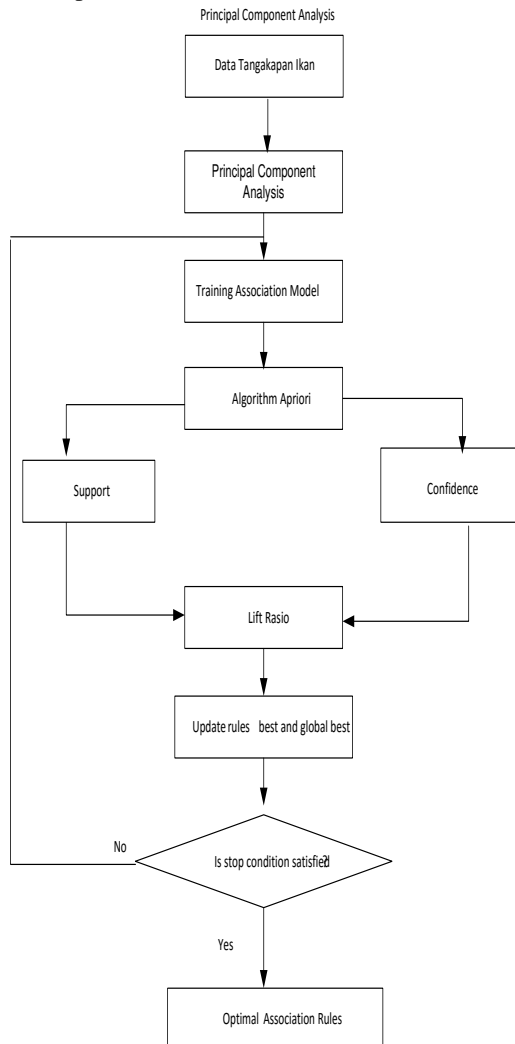 Principal Component Analysis
Data Tangakapan Ikan
Principal Component
Analysis
Training Association Model
Algorithm Apriori
Support
Confidence
Lift Rasio
Update rules best and global best
No
Is stop condition satisfied?
Yes
Optimal Association Rules